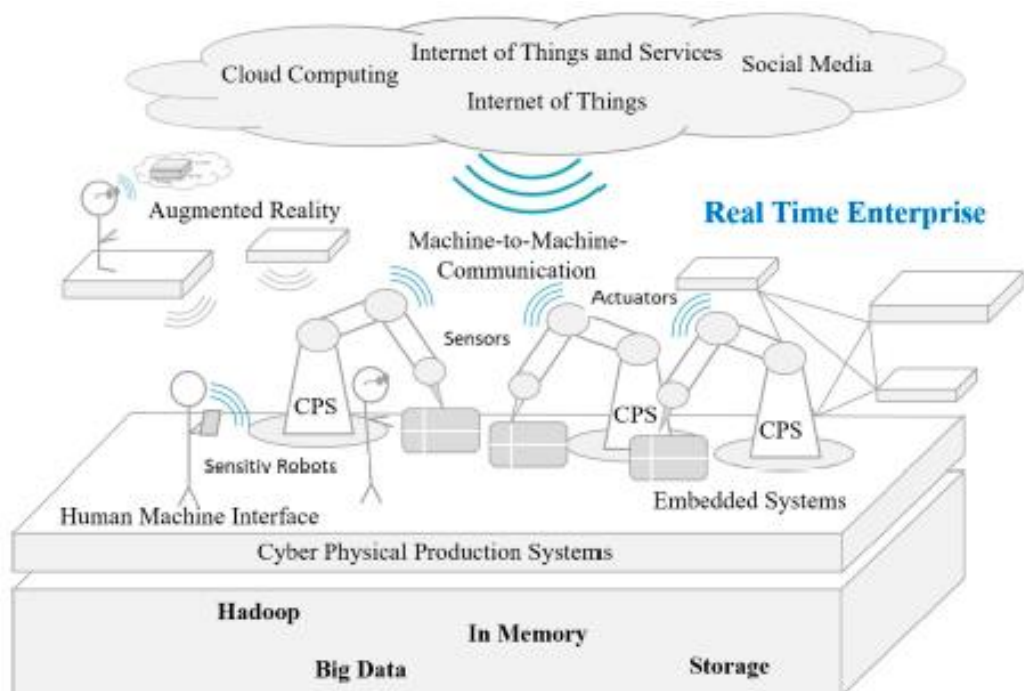 Internet of Things and Services
Cloud Computing
Social Media
Internet of Things
Augmented Reality
Real Time Enterprise
Machine-to-Machine-
Communication
Actuators
Sensors
CPS
CPS
CPS
Sensitiv Robots
Embedded Systems
Human Machine Interface
Cyber Physical Production Systems
Hadoop
In Memory
Big Data
Storage